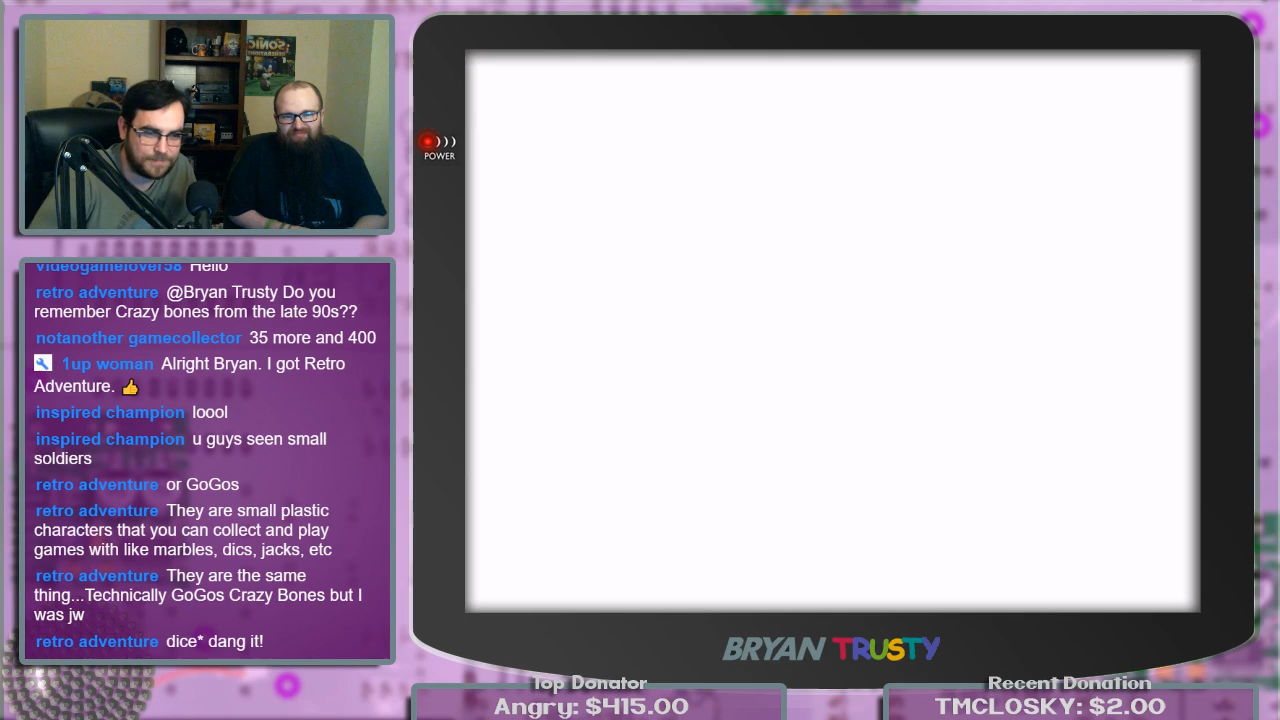 SONIC
GENERATIONS
POWER
videogamelover58 Hello
retro adventure @Bryan Trusty Do you
remember Crazy bones from the late 90s??
notanother gamecollector 35 more and 400
1up woman Alright Bryan. I got Retro
Adventure. 👍
inspired champion loool
inspired champion u guys seen small
soldiers
retro adventure or GoGos
retro adventure They are small plastic
characters that you can collect and play
games with like marbles, dics, jacks, etc
retro adventure They are the same
thing...Technically GoGos Crazy Bones but I
was jw
retro adventure dice* dang it!
BRYAN TRUSTY
Top Donator
Angry: $415.00
Recent Donation
TMCLOSKY: $2.00